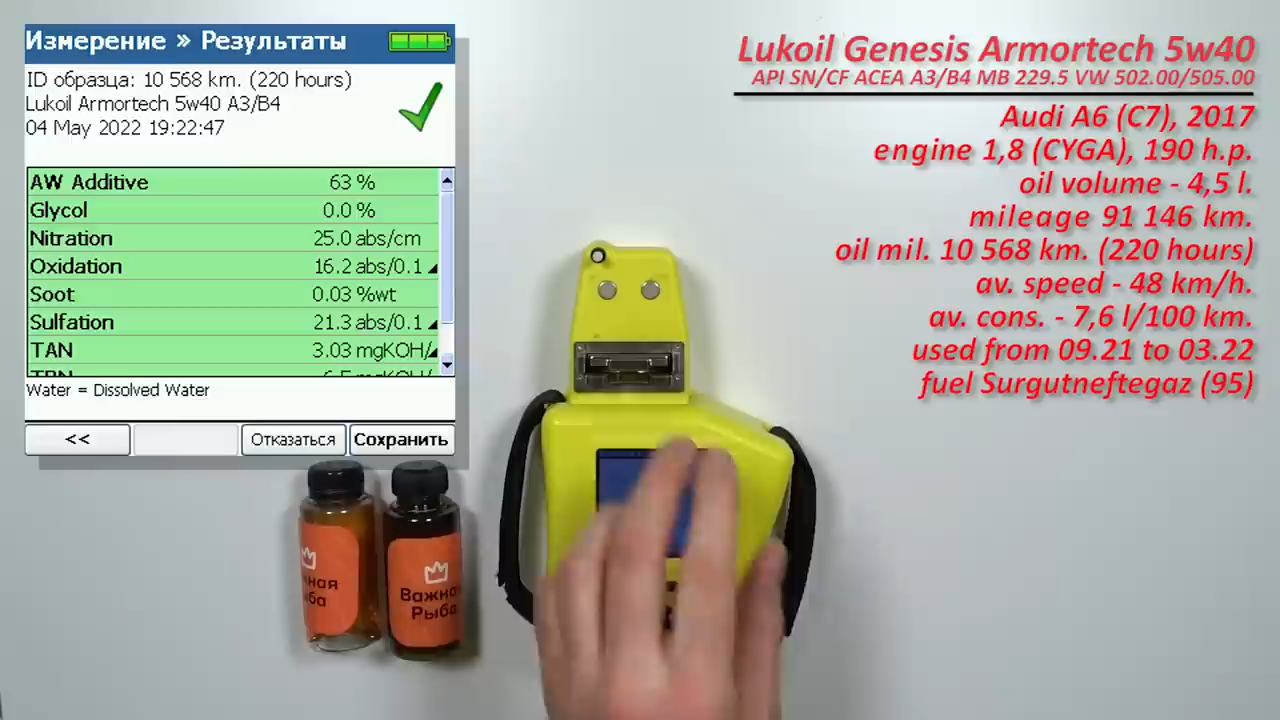 Измерение » Результаты
ID образца: 10 568 km. (220 hours)
Lukoil Armortech 5w40 A3/B4
04 May 2022 19:22:47
AW Additive 63 %
Glycol 0.0 %
Nitration 25.0 abs/cm
Oxidation 16.2 abs/0.1
Soot 0.03 %wt
Sulfation 21.3 abs/0.1
TAN 3.03 mgKOH/
Water = Dissolved Water
<<
Отказаться
Сохранить
Lukoil Genesis Armortech 5w40
API SN/CF ACEA A3/B4 MB 229.5 VW 502.00/505.00
Audi A6 (C7), 2017
engine 1,8 (CYGA), 190 h.p.
oil volume - 4,5 l.
mileage 91 146 km.
oil mil. 10 568 km. (220 hours)
av. speed - 48 km/h.
av. cons. - 7,6 l/100 km.
used from 09.21 to 03.22
fuel Surgutneftegaz (95)
Важная
Рыба